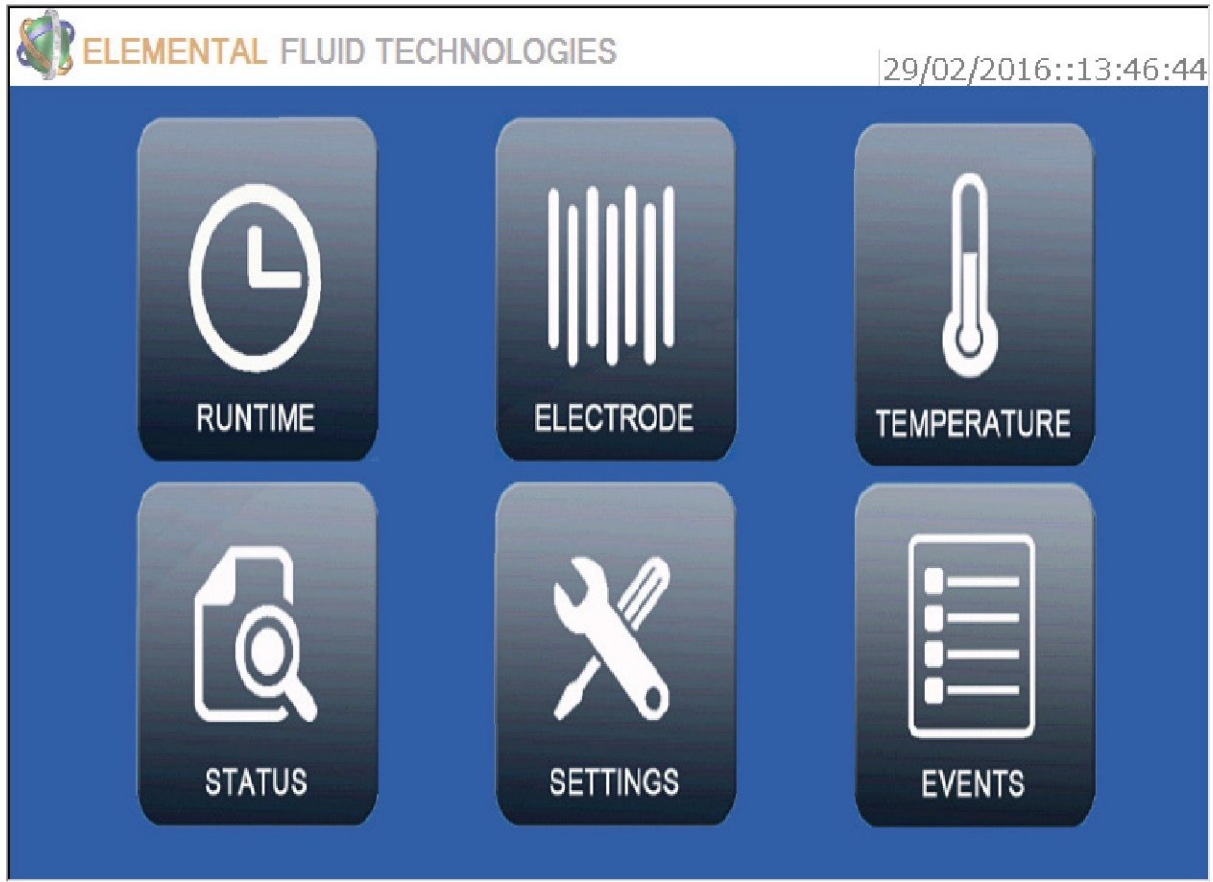 ELEMENTAL FLUID TECHNOLOGIES
29/02/2016::13:46:44
RUNTIME
ELECTRODE
TEMPERATURE
STATUS
SETTINGS
EVENTS